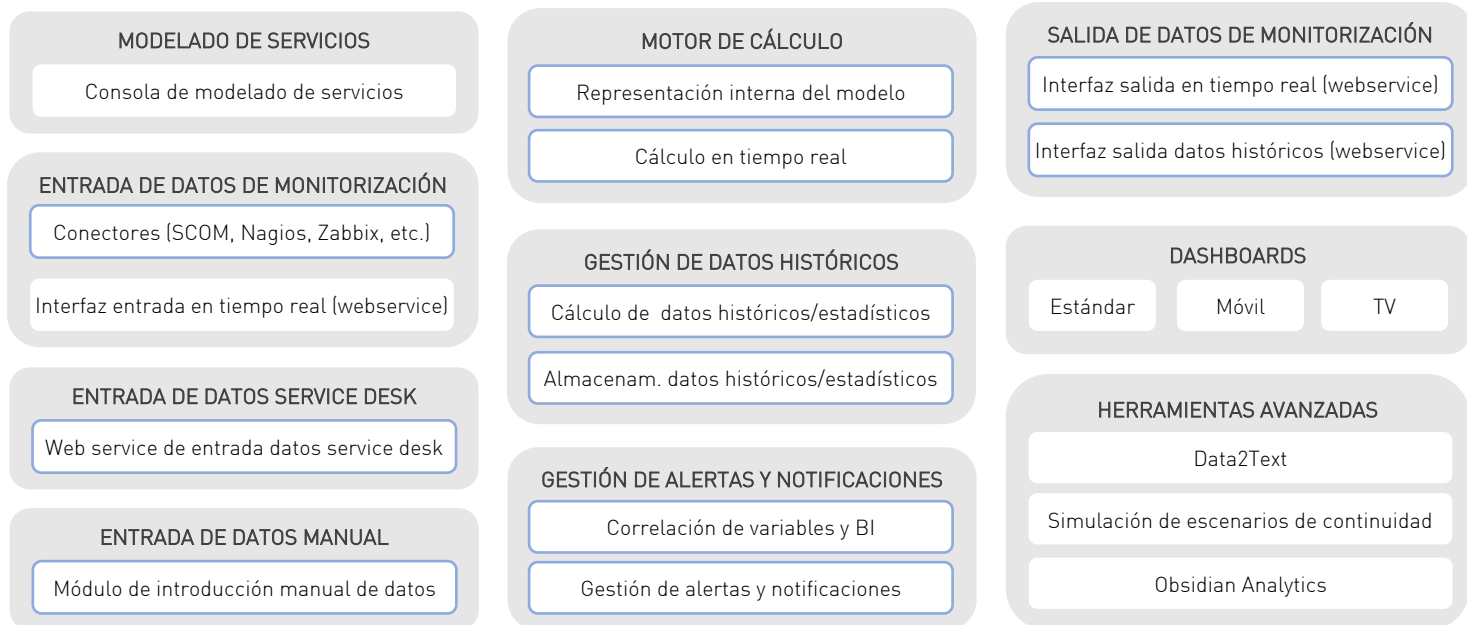 MODELADO DE SERVICIOS
Consola de modelado de servicios
ENTRADA DE DATOS DE MONITORIZACIÓN
Conectores (SCOM, Nagios, Zabbix, etc.)
Interfaz entrada en tiempo real (webservice)
ENTRADA DE DATOS SERVICE DESK
Web service de entrada datos service desk
ENTRADA DE DATOS MANUAL
Módulo de introducción manual de datos
MOTOR DE CÁLCULO
Representación interna del modelo
Cálculo en tiempo real
GESTIÓN DE DATOS HISTÓRICOS
Cálculo de datos históricos/estadísticos
Almacenam. datos históricos/estadísticos
GESTIÓN DE ALERTAS Y NOTIFICACIONES
Correlación de variables y BI
Gestión de alertas y notificaciones
SALIDA DE DATOS DE MONITORIZACIÓN
Interfaz salida en tiempo real (webservice)
Interfaz salida datos históricos (webservice)
DASHBOARDS
Estándar Móvil TV
HERRAMIENTAS AVANZADAS
Data2Text
Simulación de escenarios de continuidad
Obsidian Analytics